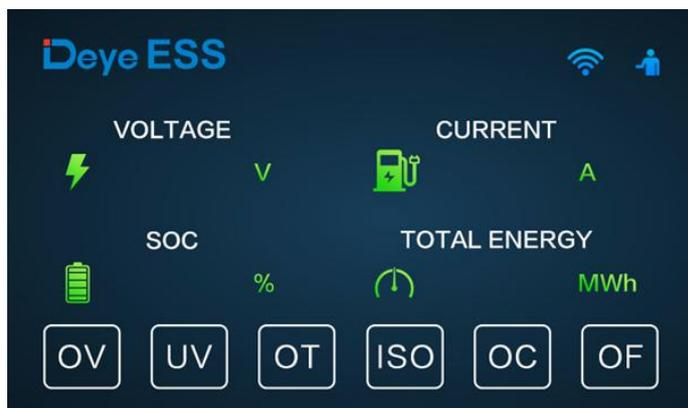 Deye ESS
VOLTAGE CURRENT
V A
SOC TOTAL ENERGY
% MWh
OV UV OT ISO OC OF